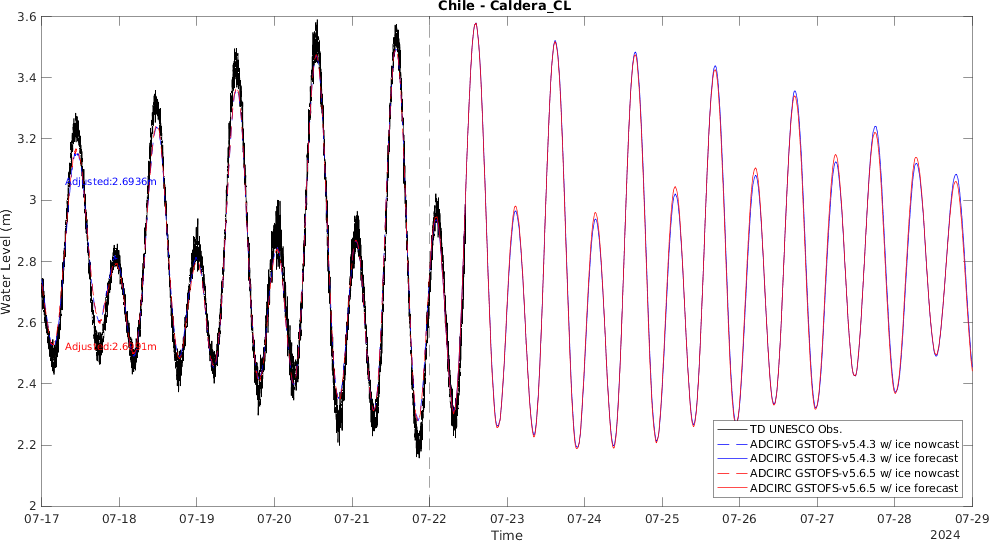 Chile - Caldera_CL
3.6
3.4
3.2
3
2.8
2.6
2.4
2.2
2
Water Level (m)
Adjusted:2.6936m
TD UNESCO Obs.
ADCIRC GSTOFS-v5.4.3 w/ ice nowcast
ADCIRC GSTOFS-v5.4.3 w/ ice forecast
ADCIRC GSTOFS-v5.6.5 w/ ice nowcast
ADCIRC GSTOFS-v5.6.5 w/ ice forecast
07-17 07-18 07-19 07-20 07-21 07-22 07-23 07-24 07-25 07-26 07-27 07-28 07-29
Time
2024